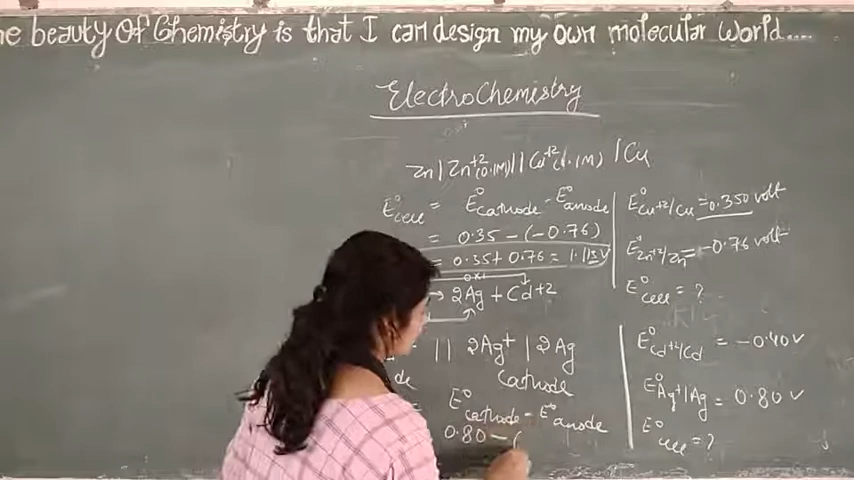 he beauty Of Chemistry is that I can design my own molecular world....
ElectroChemistry
Zn|Zn+2(0.1M)||Cu+2(0.1M)|Cu
E°cell = E°Cathode - E°Anode
= 0.35 - (-0.76)
= 0.35 + 0.76 = 1.11
E°Cu+2/Cu = 0.350 volt
E°Zn+2/Zn = -0.76 volt
E°cell = ?
oxi
→ 2Ag + Cd+2
|| 2Ag+ | 2Ag
de Cathode
E°cathode - E°anode
0.80 - (
E°Cd+2/Cd = -0.40 V
E°Ag+|Ag = 0.80 V
E°cell = ?